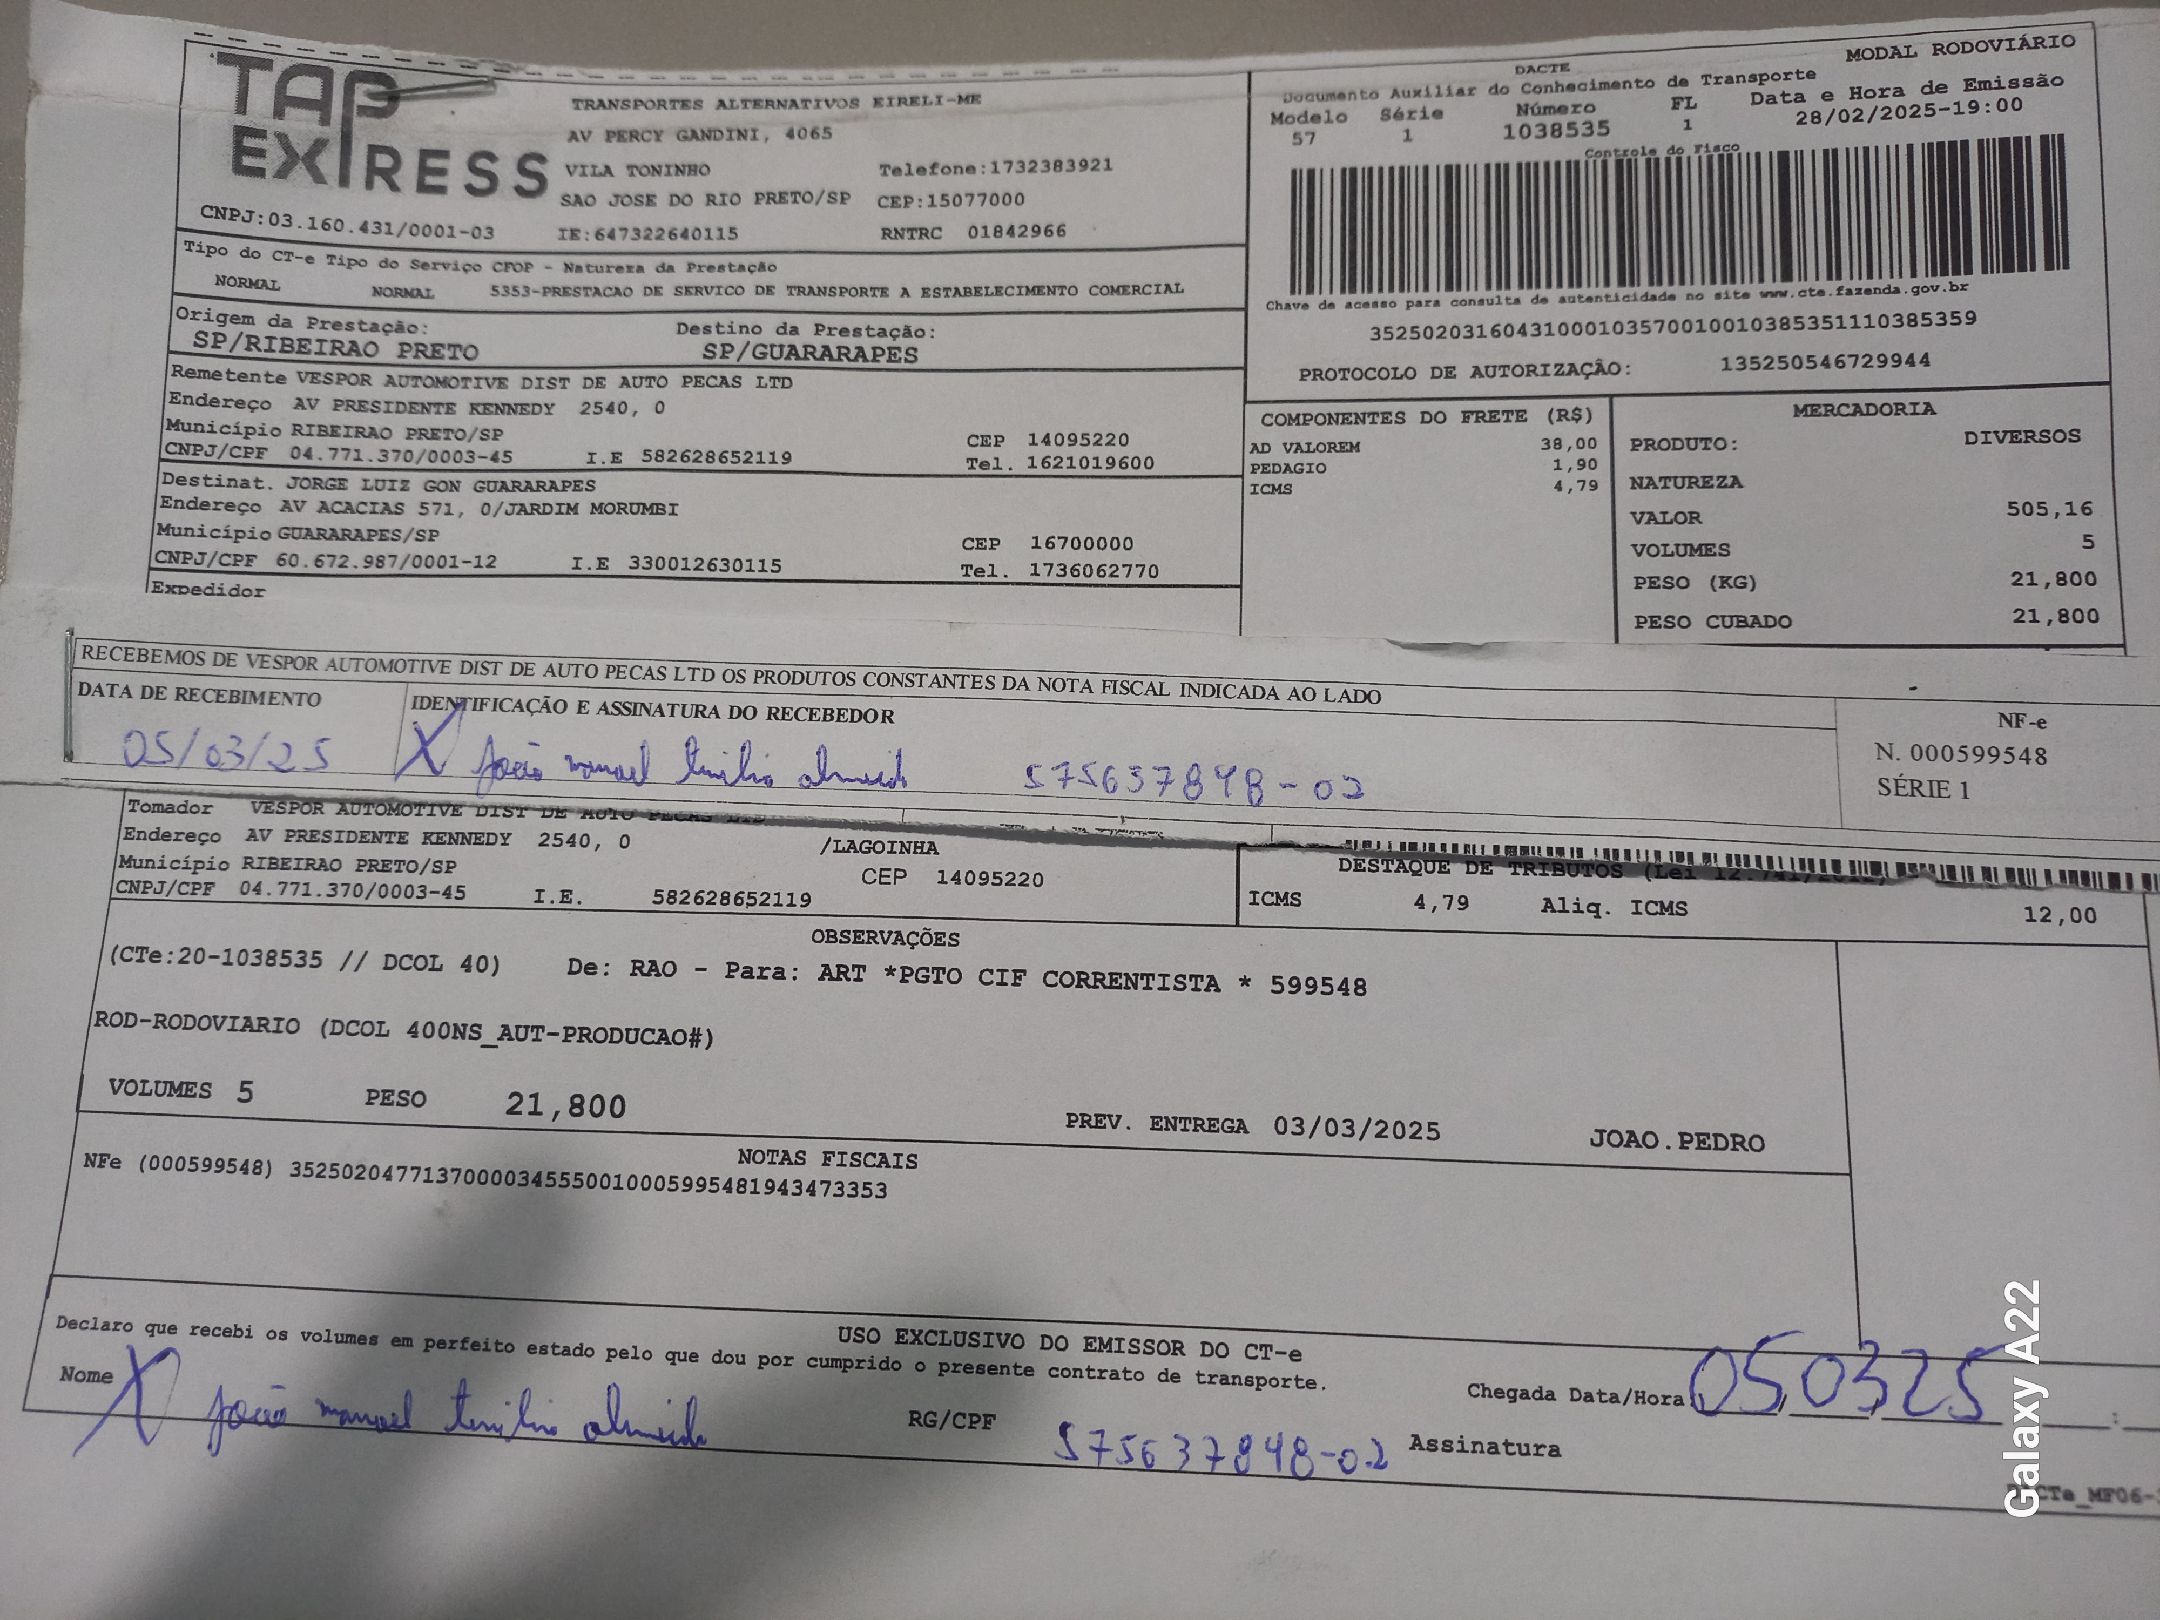 TAP EXPRESS
TRANSPORTES ALTERNATIVOS EIRELI-ME
AV PERCY GANDINI, 4065
VILA TONINHO Telefone:1732383921
SAO JOSE DO RIO PRETO/SP CEP:15077000
CNPJ:03.160.431/0001-03 IE:647322640115 RNTRC 01842966
Tipo do CT-e Tipo do Serviço CFOP - Natureza da Prestação
NORMAL NORMAL 5353-PRESTACAO DE SERVICO DE TRANSPORTE A ESTABELECIMENTO COMERCIAL
Origem da Prestação: Destino da Prestação:
SP/RIBEIRAO PRETO SP/GUARARAPES
Remetente VESPOR AUTOMOTIVE DIST DE AUTO PECAS LTD
Endereço AV PRESIDENTE KENNEDY 2540, 0
Município RIBEIRAO PRETO/SP CEP 14095220
CNPJ/CPF 04.771.370/0003-45 I.E 582628652119 Tel. 1621019600
Destinat. JORGE LUIZ GON GUARARAPES
Endereço AV ACACIAS 571, 0/JARDIM MORUMBI
Município GUARARAPES/SP CEP 16700000
CNPJ/CPF 60.672.987/0001-12 I.E 330012630115 Tel. 1736062770
Expedidor
DACTE MODAL RODOVIÁRIO
Documento Auxiliar do Conhecimento de Transporte
Modelo Série Número FL Data e Hora de Emissão
57 1 1038535 1 28/02/2025-19:00
Controle do Fisco
Chave de acesso para consulta de autenticidade no site www.cte.fazenda.gov.br
35250203160431000103570010010385351110385359
PROTOCOLO DE AUTORIZAÇÃO: 135250546729944
COMPONENTES DO FRETE (R$)
AD VALOREM 38,00
PEDAGIO 1,90
ICMS 4,79
MERCADORIA
PRODUTO: DIVERSOS
NATUREZA
VALOR 505,16
VOLUMES 5
PESO (KG) 21,800
PESO CUBADO 21,800
RECEBEMOS DE VESPOR AUTOMOTIVE DIST DE AUTO PECAS LTD OS PRODUTOS CONSTANTES DA NOTA FISCAL INDICADA AO LADO
DATA DE RECEBIMENTO IDENTIFICAÇÃO E ASSINATURA DO RECEBEDOR
05/03/25 X João manoel almeida 575637848-02
NF-e
N. 000599548
SÉRIE 1
Tomador VESPOR AUTOMOTIVE DIST DE AUTO PECAS LTD
Endereço AV PRESIDENTE KENNEDY 2540, 0 /LAGOINHA
Município RIBEIRAO PRETO/SP CEP 14095220
CNPJ/CPF 04.771.370/0003-45 I.E. 582628652119
DESTAQUE DE TRIBUTOS (Lei 12.741/2012)
ICMS 4,79 Aliq. ICMS 12,00
OBSERVAÇÕES
(CTe:20-1038535 // DCOL 40) De: RAO - Para: ART *PGTO CIF CORRENTISTA * 599548
ROD-RODOVIARIO (DCOL 400NS_AUT-PRODUCAO#)
VOLUMES 5 PESO 21,800 PREV. ENTREGA 03/03/2025 JOAO.PEDRO
NOTAS FISCAIS
NFe (000599548) 35250204771370000345550010005995481943473353
USO EXCLUSIVO DO EMISSOR DO CT-e
Declaro que recebi os volumes em perfeito estado pelo que dou por cumprido o presente contrato de transporte.
Nome X João manoel almeida RG/CPF 575637848-02 Chegada Data/Hora 05 03 25
Assinatura
Galaxy A22